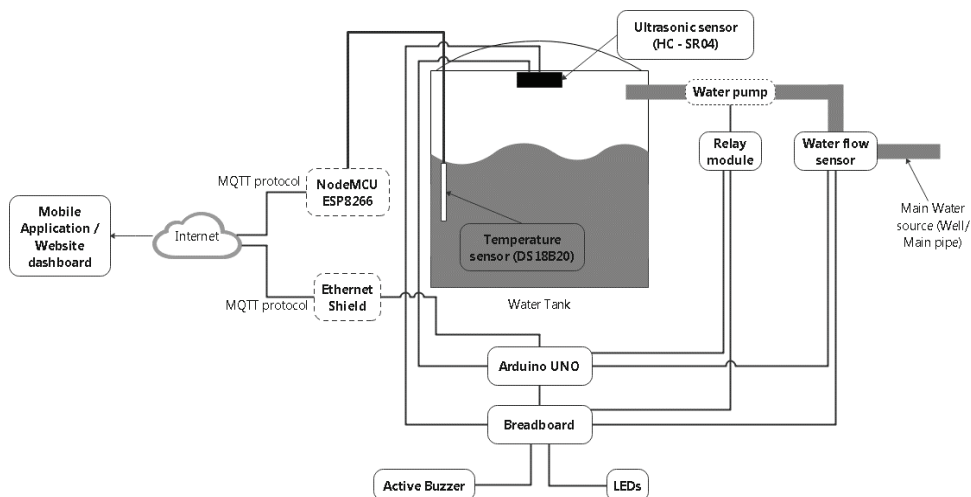 Ultrasonic sensor
(HC - SR04)
Water pump
Relay
module
Water flow
sensor
MQTT protocol
NodeMCU
ESP8266
Mobile
Application /
Website
dashboard
Internet
Main Water
source (Well/
Main pipe)
Temperature
sensor (DS18B20)
Ethernet
Shield
MQTT protocol
Water Tank
Arduino UNO
Breadboard
Active Buzzer
LEDs